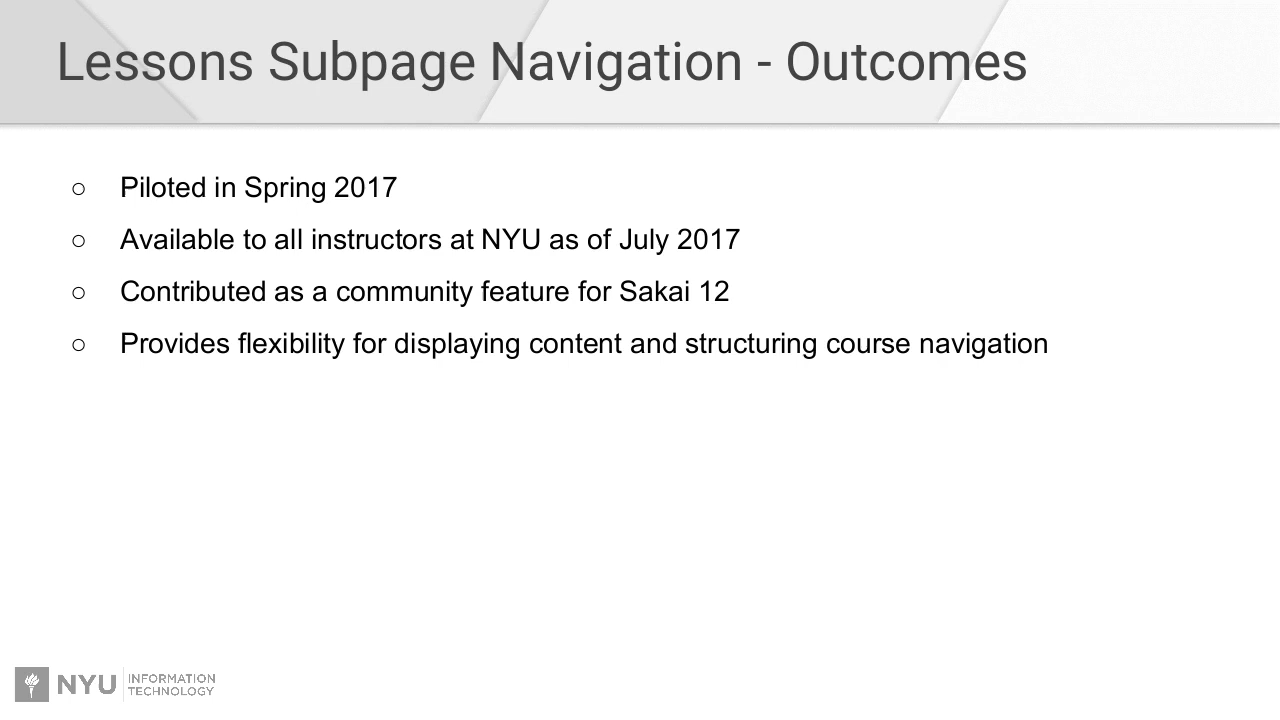 Lessons Subpage Navigation - Outcomes
○ Piloted in Spring 2017
○ Available to all instructors at NYU as of July 2017
○ Contributed as a community feature for Sakai 12
○ Provides flexibility for displaying content and structuring course navigation
NYU INFORMATION
TECHNOLOGY